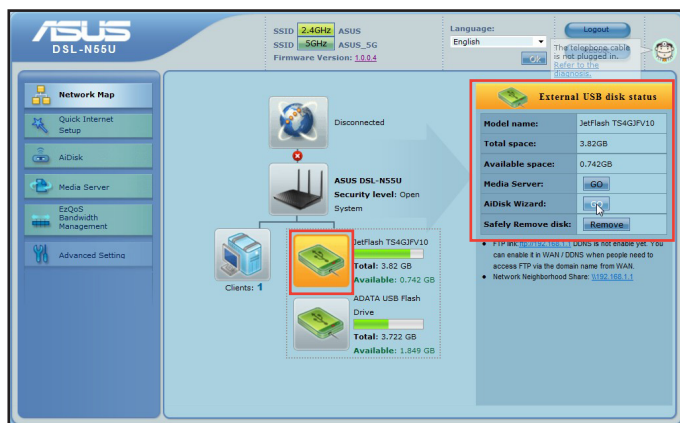 ASUS
DSL-N55U
SSID 2.4GHz ASUS
SSID 5GHz ASUS_5G
Firmware Version: 1.0.0.4
Language:
English
Logout
The telephone cable
is not plugged in.
Refer to the
diagnosis.
Network Map
Quick Internet
Setup
AiDisk
Media Server
EzQoS
Bandwidth
Management
Advanced Setting
Disconnected
ASUS DSL-N55U
Security level: Open
System
Clients: 1
JetFlash TS4GJFV10
Total: 3.82 GB
Available: 0.742 GB
ADATA USB Flash
Drive
Total: 3.722 GB
Available: 1.849 GB
External USB disk status
Model name: JetFlash TS4GJFV10
Total space: 3.82GB
Available space: 0.742GB
Media Server: GO
AiDisk Wizard:
Safely Remove disk: Remove
FTP link: ftp://192.168.1.1 DDNS is not enable yet. You
can enable it in WAN / DDNS when people need to
access FTP via the domain name from WAN.
Network Neighborhood Share: \\192.168.1.1